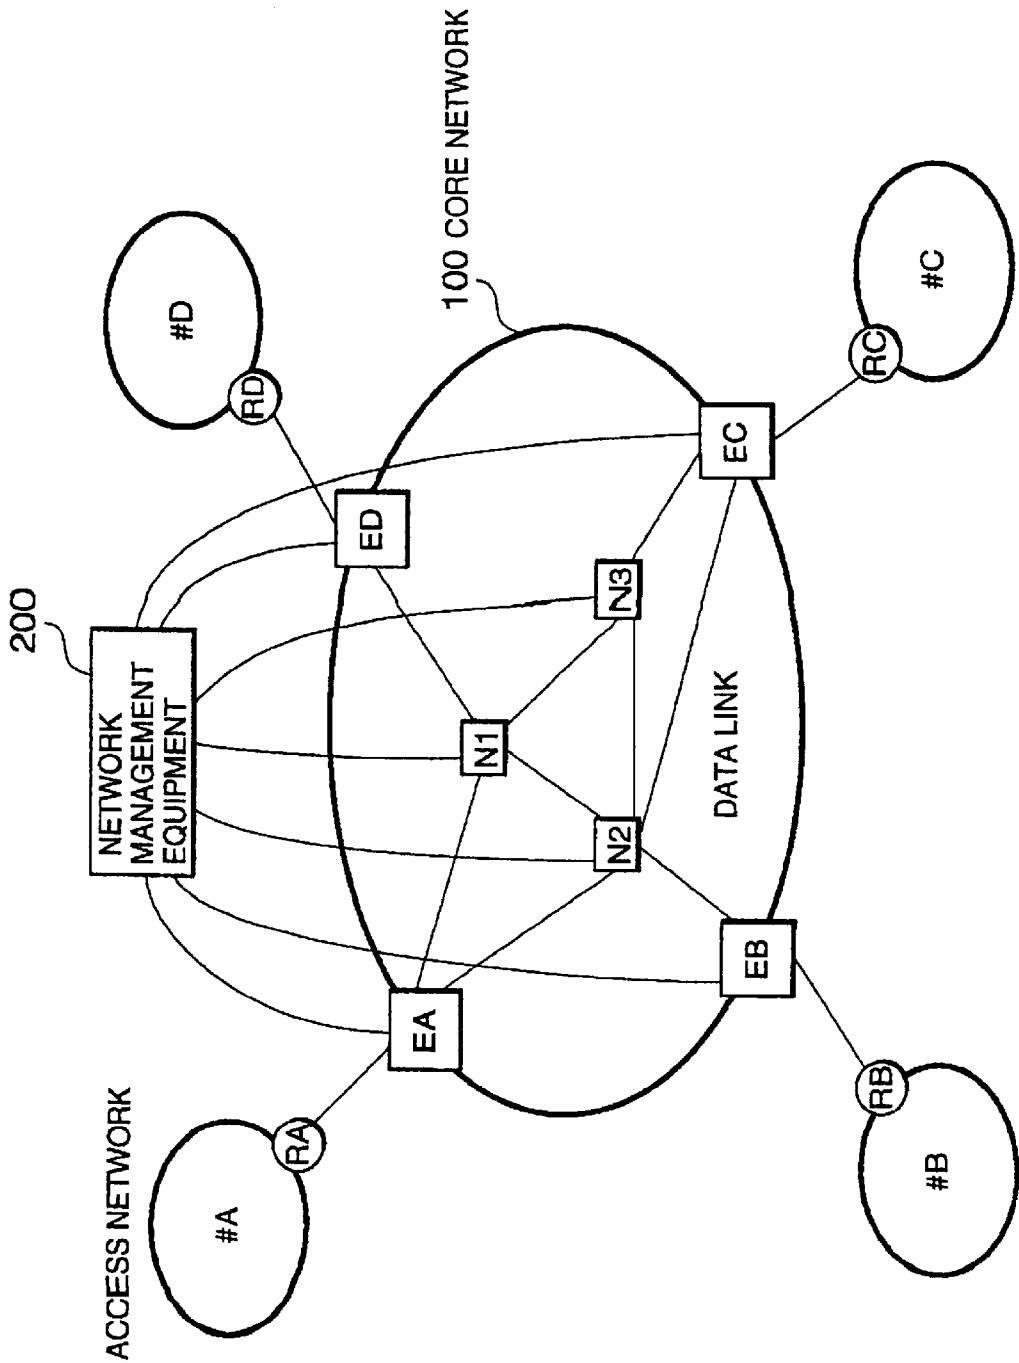 200
NETWORK
MANAGEMENT
EQUIPMENT
ACCESS NETWORK
#A
RA
#D
RD
100 CORE NETWORK
EA
ED
N1
N2
N3
DATA LINK
EB
EC
RB
#B
RC
#C